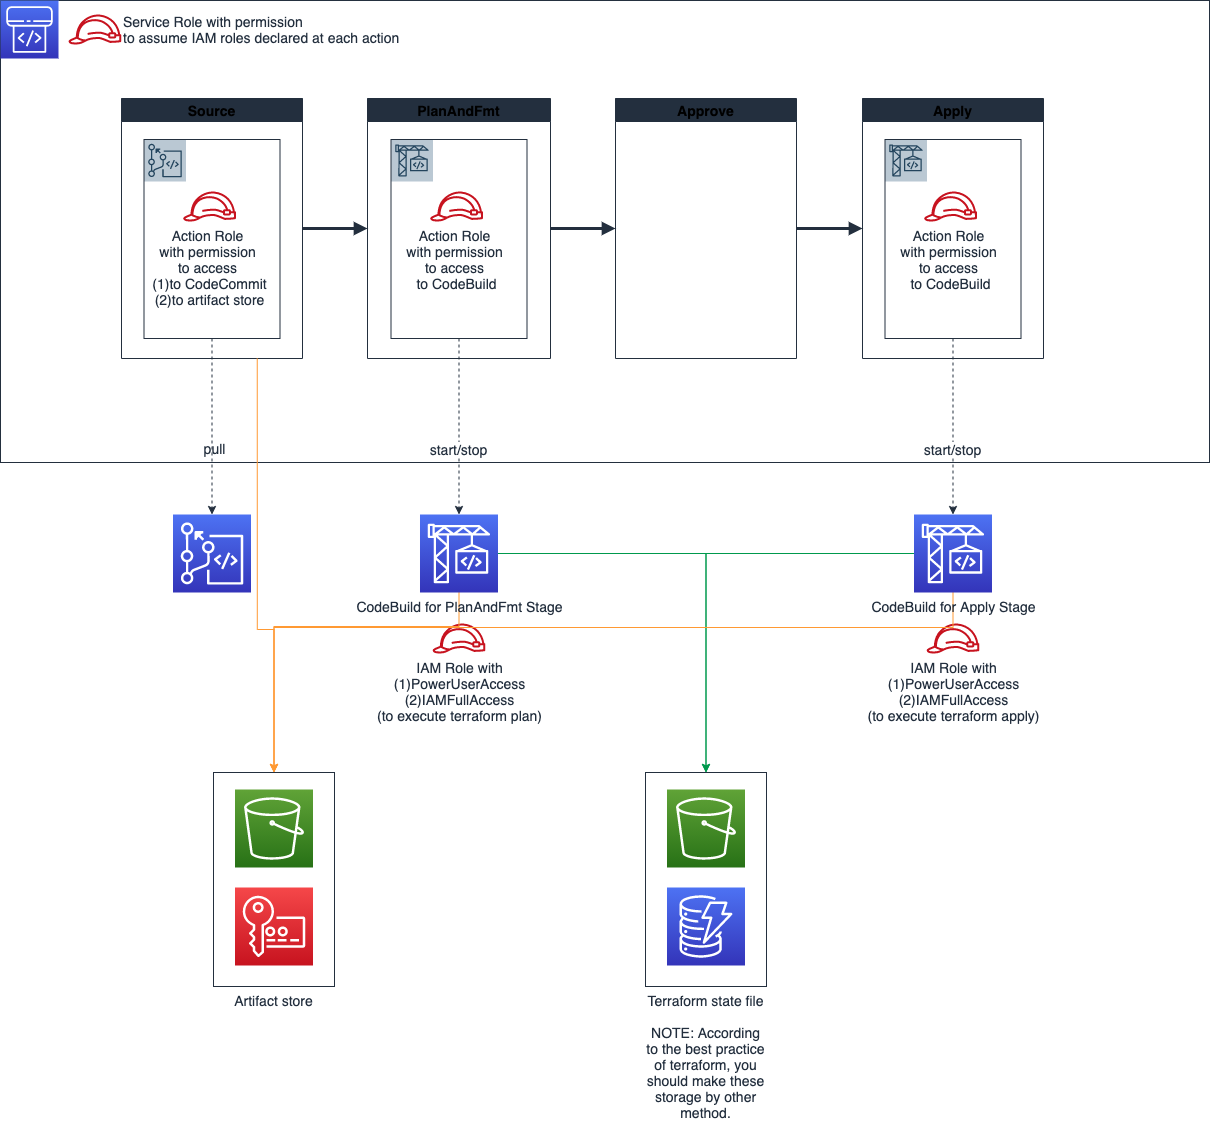 Service Role with permission
to assume IAM roles declared at each action
Source
PlanAndFmt
Approve
Apply
Action Role
with permission
to access
(1)to CodeCommit
(2)to artifact store
Action Role
with permission
to access
to CodeBuild
Action Role
with permission
to access
to CodeBuild
pull
start/stop
start/stop
CodeBuild for PlanAndFmt Stage
CodeBuild for Apply Stage
IAM Role with
(1)PowerUserAccess
(2)IAMFullAccess
(to execute terraform plan)
IAM Role with
(1)PowerUserAccess
(2)IAMFullAccess
(to execute terraform apply)
Artifact store
Terraform state file
NOTE: According
to the best practice
of terraform, you
should make these
storage by other
method.